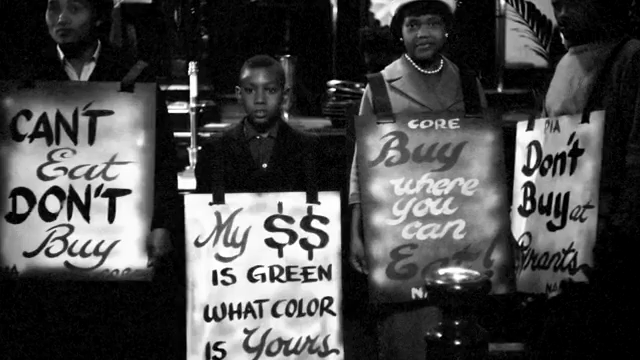 CAN'T
Eat
DON'T
Buy
My $$
IS GREEN
WHAT COLOR
IS Yours
CORE
Buy
where
you
can
Eat!
Don't
Buy at